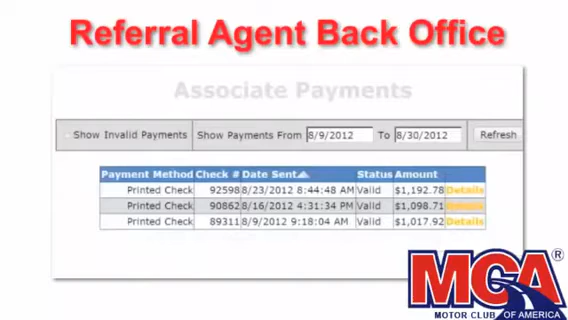 Referral Agent Back Office
Associate Payments
Show Invalid Payments Show Payments From 8/9/2012 To 8/30/2012 Refresh
Payment Method Check # Date Sent Status Amount
Printed Check 92598 8/23/2012 8:44:48 AM Valid $1,192.78 Details
Printed Check 90862 8/16/2012 4:31:34 PM Valid $1,098.71 Details
Printed Check 89311 8/9/2012 9:18:04 AM Valid $1,017.92 Details
MCA®
MOTOR CLUB OF AMERICA